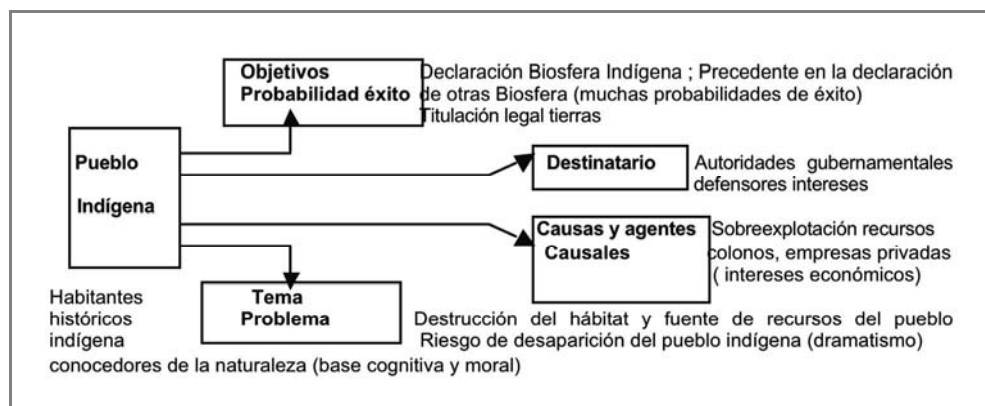 Objetivos
Probabilidad éxito
Declaración Biosfera Indígena ; Precedente en la declaración
de otras Biosfera (muchas probabilidades de éxito)
Titulación legal tierras
Pueblo
Indígena
Destinatario
Autoridades gubernamentales
defensores intereses
Causas y agentes
Causales
Sobreexplotación recursos
colonos, empresas privadas
( intereses económicos)
Tema
Problema
Habitantes
históricos
indígena
conocedores de la naturaleza (base cognitiva y moral)
Destrucción del hábitat y fuente de recursos del pueblo
Riesgo de desaparición del pueblo indígena (dramatismo)